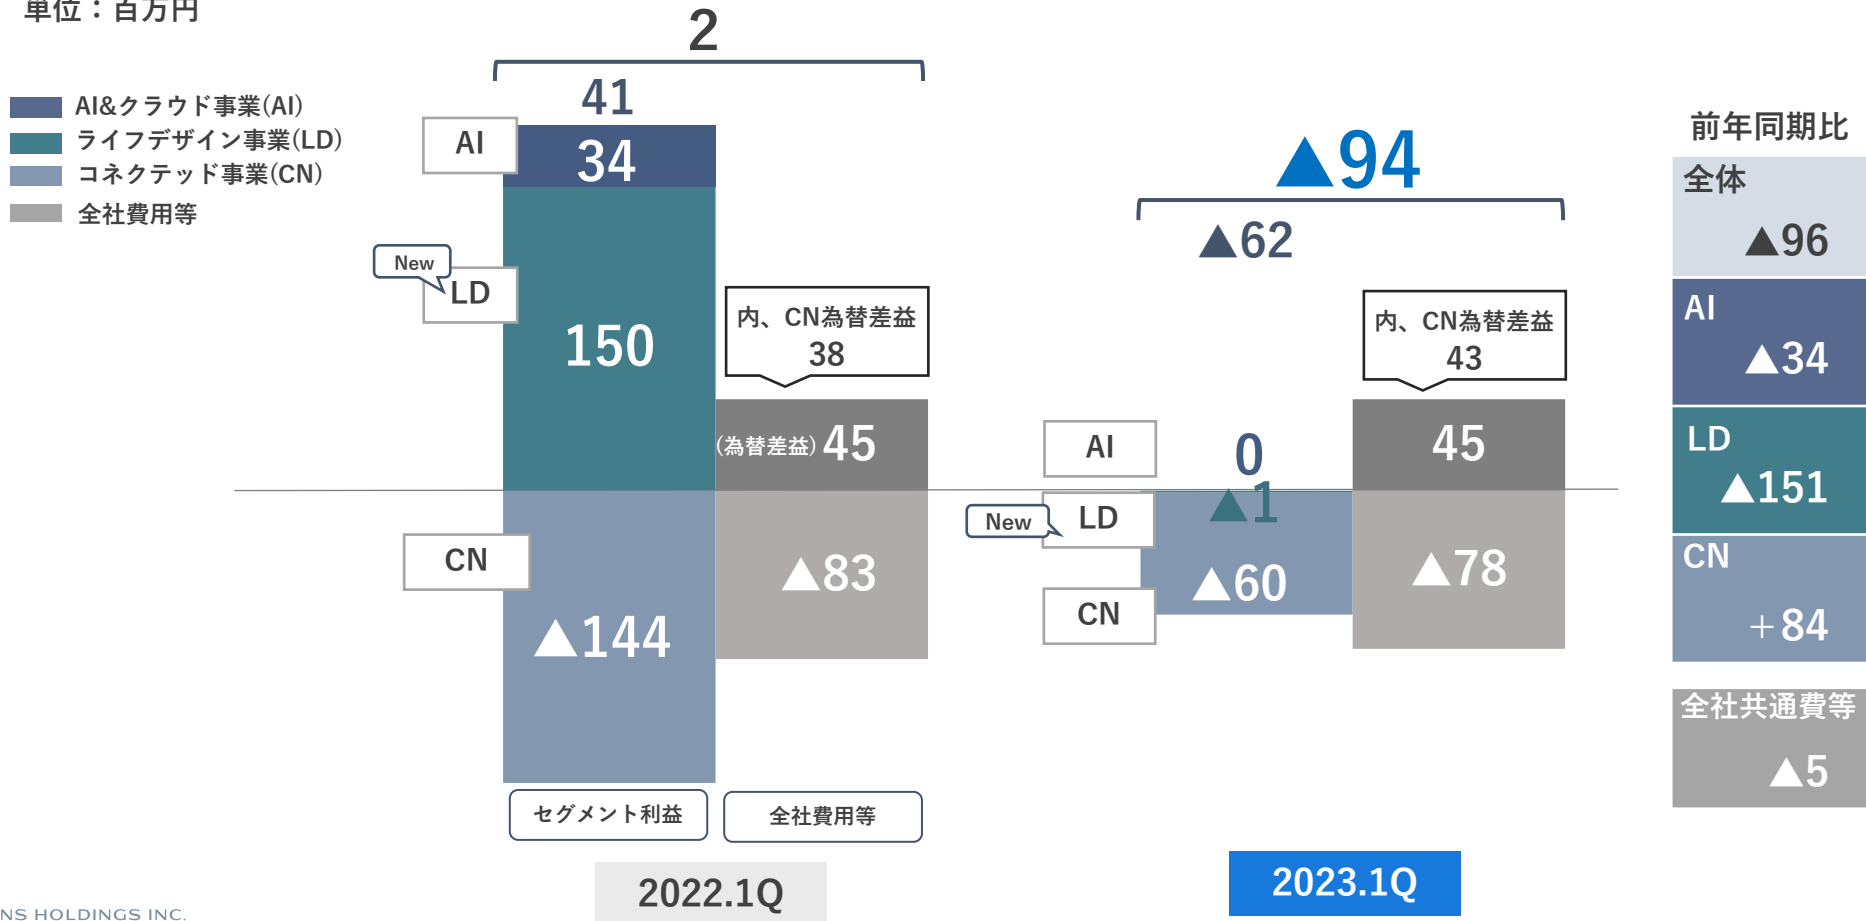 単位：百万円
AI&クラウド事業(AI)
ライフデザイン事業(LD)
コネクテッド事業(CN)
全社費用等
2
41
AI
34
New
LD
150
内、CN為替差益
38
(為替差益) 45
CN
▲144
▲83
セグメント利益
全社費用等
2022.1Q
▲94
▲62
内、CN為替差益
43
AI
0
45
New
LD
▲1
▲60
▲78
CN
2023.1Q
前年同期比
全体
▲96
AI
▲34
LD
▲151
CN
＋84
全社共通費等
▲5
NS HOLDINGS INC.